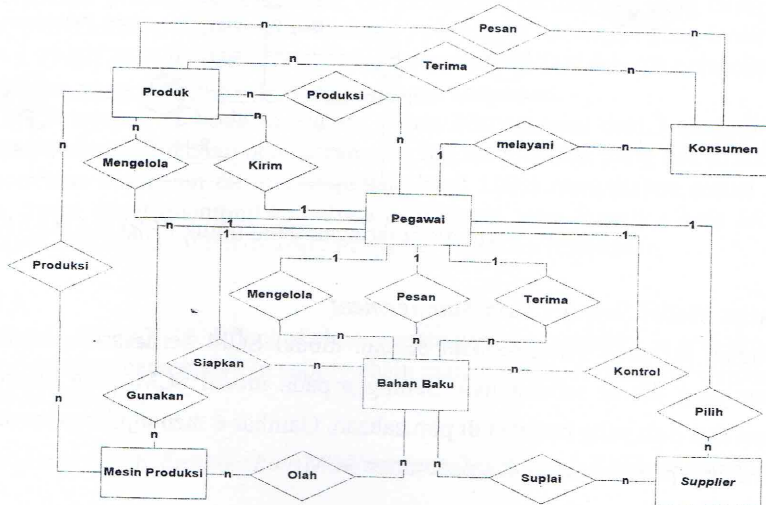 Pesan
n
n
Terima
n
n
Produk
n
Produksi
n
n
n
Mengelola
Kirim
n
melayani
n
Konsumen
1
1
Pegawai
1
n
1
1
1
Produksi
1
1
1
Mengelola
Pesan
Terima
n
n
n
Siapkan
n
Bahan Baku
n
Kontrol
Gunakan
Pilih
n
n
n
n
n
Mesin Produksi
n
Olah
n
Suplai
n
Supplier